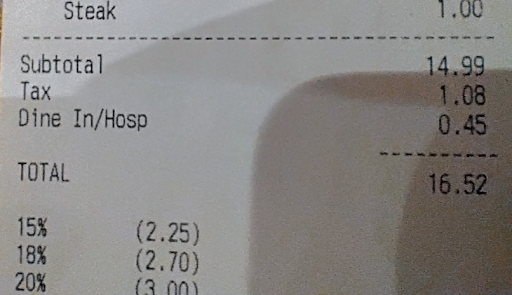 Steak 1.00
Subtotal 14.99
Tax 1.08
Dine In/Hosp 0.45
TOTAL 16.52
15% (2.25)
18% (2.70)
20% (3.00)